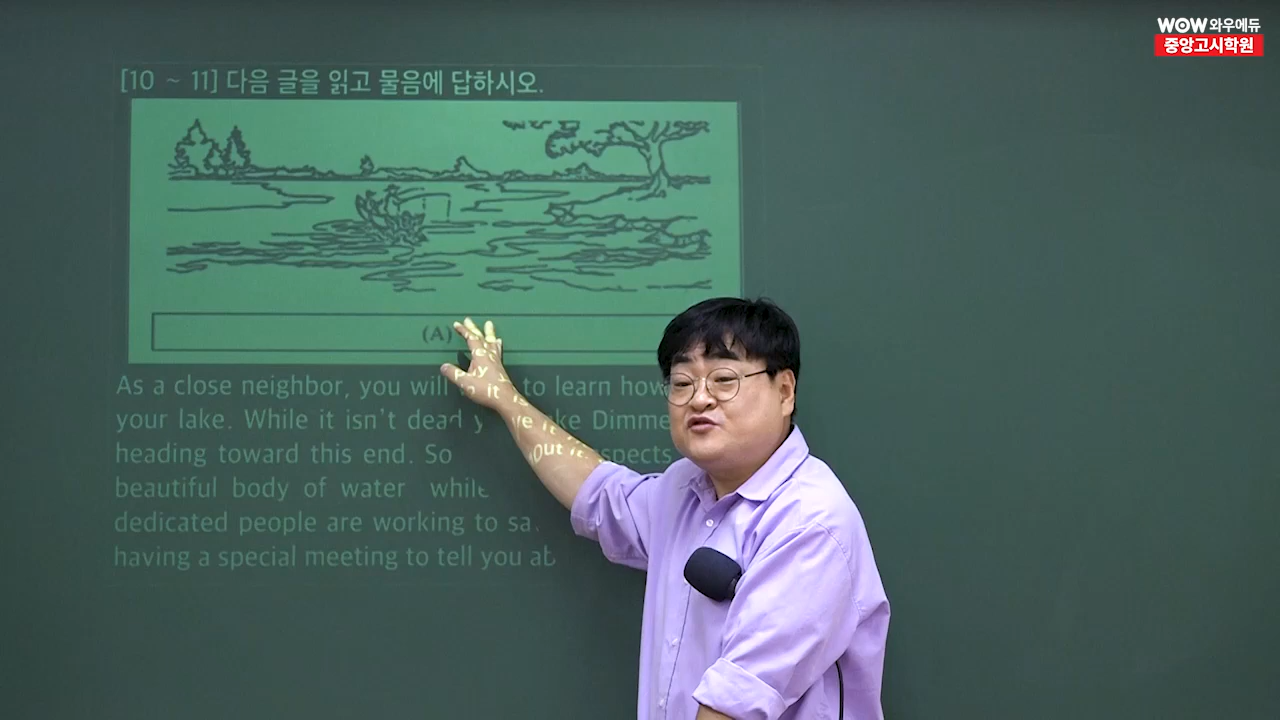 WOW 와우에듀
중앙고시학원
[10 ~ 11] 다음 글을 읽고 물음에 답하시오.
(A)
As a close neighbor, you will to learn how
your lake. While it isn't dead ke Dimme
heading toward this end. So spects
beautiful body of water while
dedicated people are working to sa
having a special meeting to tell you ab